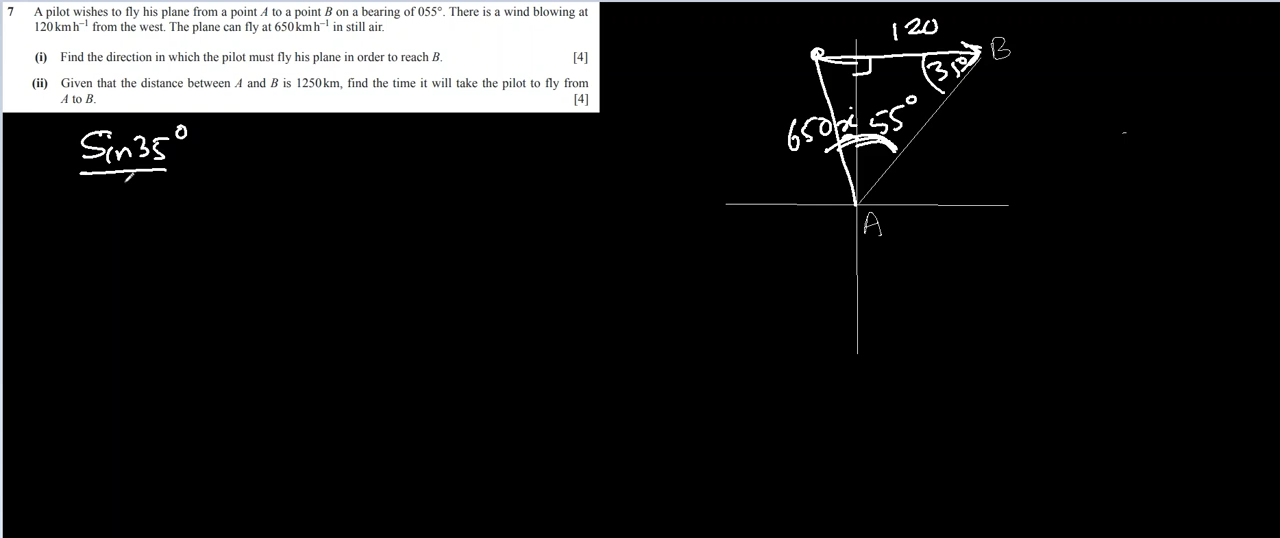 7 A pilot wishes to fly his plane from a point A to a point B on a bearing of 055°. There is a wind blowing at
120 km h⁻¹ from the west. The plane can fly at 650 km h⁻¹ in still air.
(i) Find the direction in which the pilot must fly his plane in order to reach B. [4]
(ii) Given that the distance between A and B is 1250 km, find the time it will take the pilot to fly from
A to B. [4]
Sin35°
120
B
35°
650
55°
A